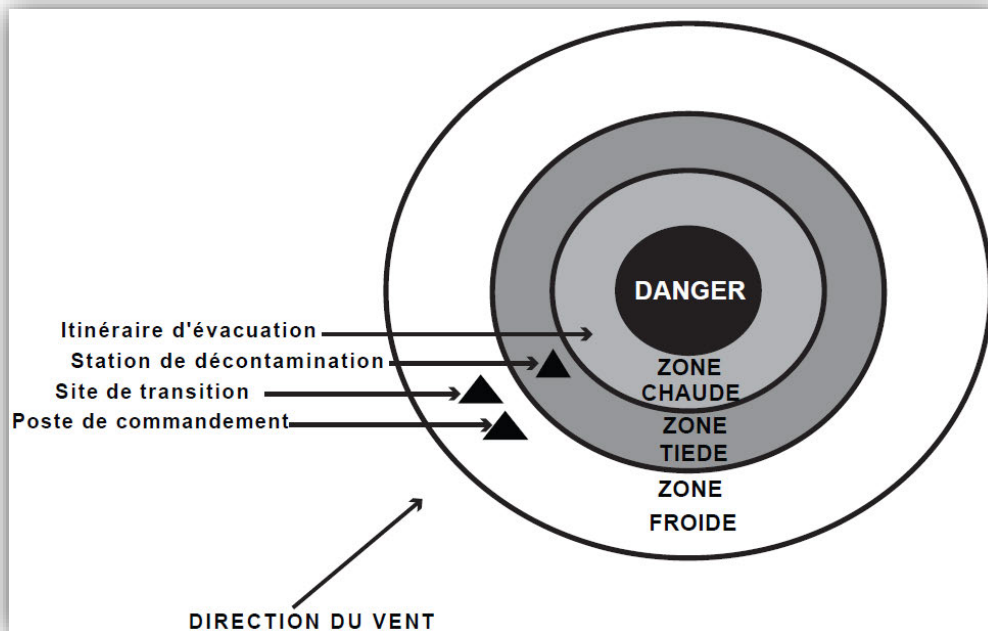 DANGER
Itinéraire d'évacuation
Station de décontamination
Site de transition
Poste de commandement
ZONE
CHAUDE
ZONE
TIEDE
ZONE
FROIDE
DIRECTION DU VENT